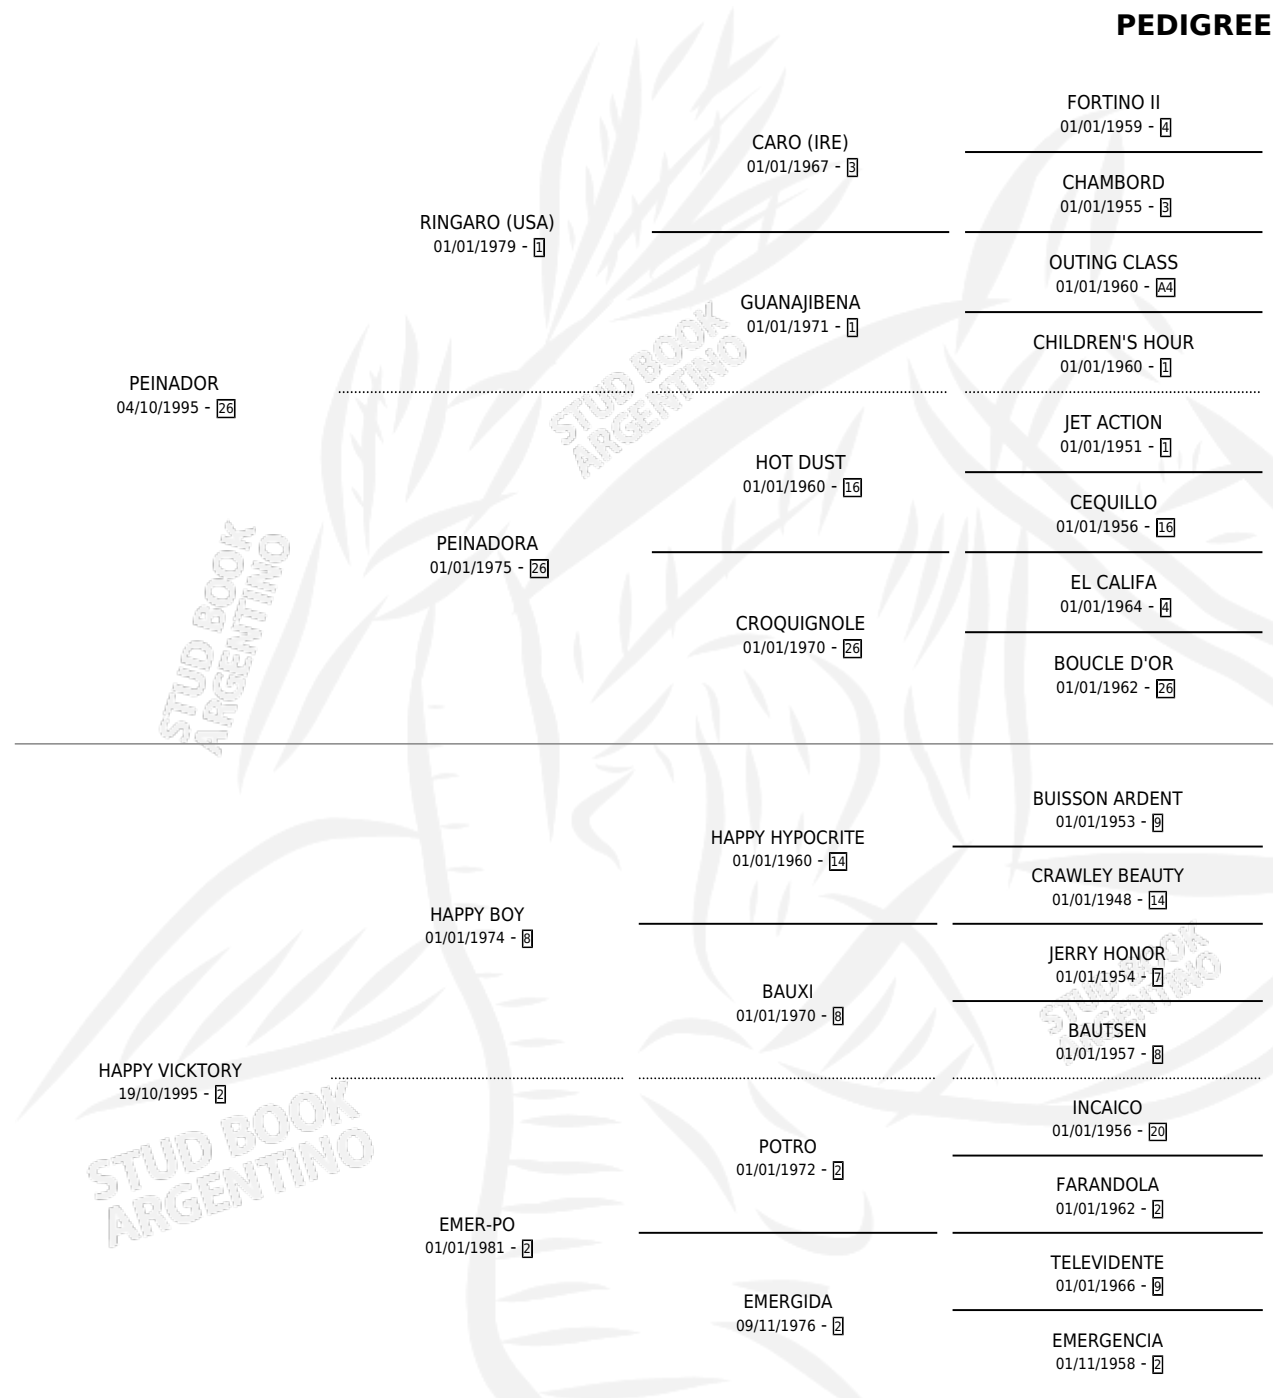 PEDIGREE
FORTINO II
01/01/1959 - 4
CARO (IRE)
01/01/1967 - 3
CHAMBORD
01/01/1955 - 3
RINGARO (USA)
01/01/1979 - 1
OUTING CLASS
01/01/1960 - A4
GUANAJIBENA
01/01/1971 - 1
CHILDREN'S HOUR
01/01/1960 - 1
PEINADOR
04/10/1995 - 26
JET ACTION
01/01/1951 - 1
HOT DUST
01/01/1960 - 16
CEQUILLO
01/01/1956 - 16
PEINADORA
01/01/1975 - 26
EL CALIFA
01/01/1964 - 4
CROQUIGNOLE
01/01/1970 - 26
BOUCLE D'OR
01/01/1962 - 26
BUISSON ARDENT
01/01/1953 - 9
HAPPY HYPOCRITE
01/01/1960 - 14
CRAWLEY BEAUTY
01/01/1948 - 14
HAPPY BOY
01/01/1974 - 8
JERRY HONOR
01/01/1954 - 7
BAUXI
01/01/1970 - 8
BAUTSEN
01/01/1957 - 8
HAPPY VICKTORY
19/10/1995 - 2
INCAICO
01/01/1956 - 20
POTRO
01/01/1972 - 2
FARANDOLA
01/01/1962 - 2
EMER-PO
01/01/1981 - 2
TELEVIDENTE
01/01/1966 - 9
EMERGIDA
09/11/1976 - 2
EMERGENCIA
01/11/1958 - 2
STUD BOOK
ARGENTINO
STUD BOOK
ARGENTINO
STUD BOOK
ARGENTINO
STUD BOOK
ARGENTINO